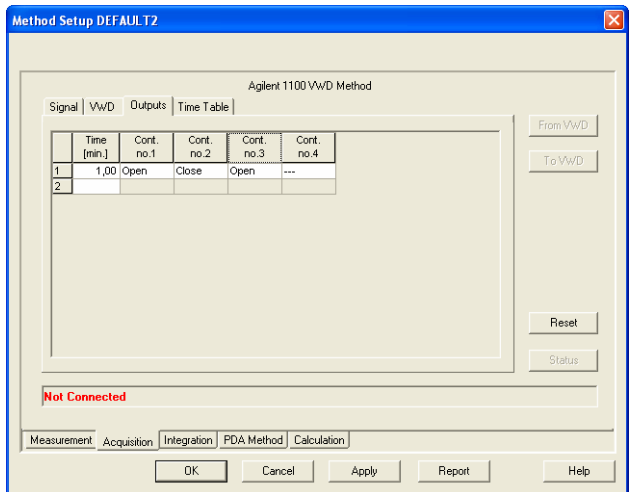 Method Setup DEFAULT2
Agilent 1100 VWD Method
Signal VWD Outputs Time Table
Time [min.] Cont. no.1 Cont. no.2 Cont. no.3 Cont. no.4
1 1,00 Open Close Open ---
2
From VWD
To VWD
Reset
Status
Not Connected
Measurement Acquisition Integration PDA Method Calculation
OK Cancel Apply Report Help